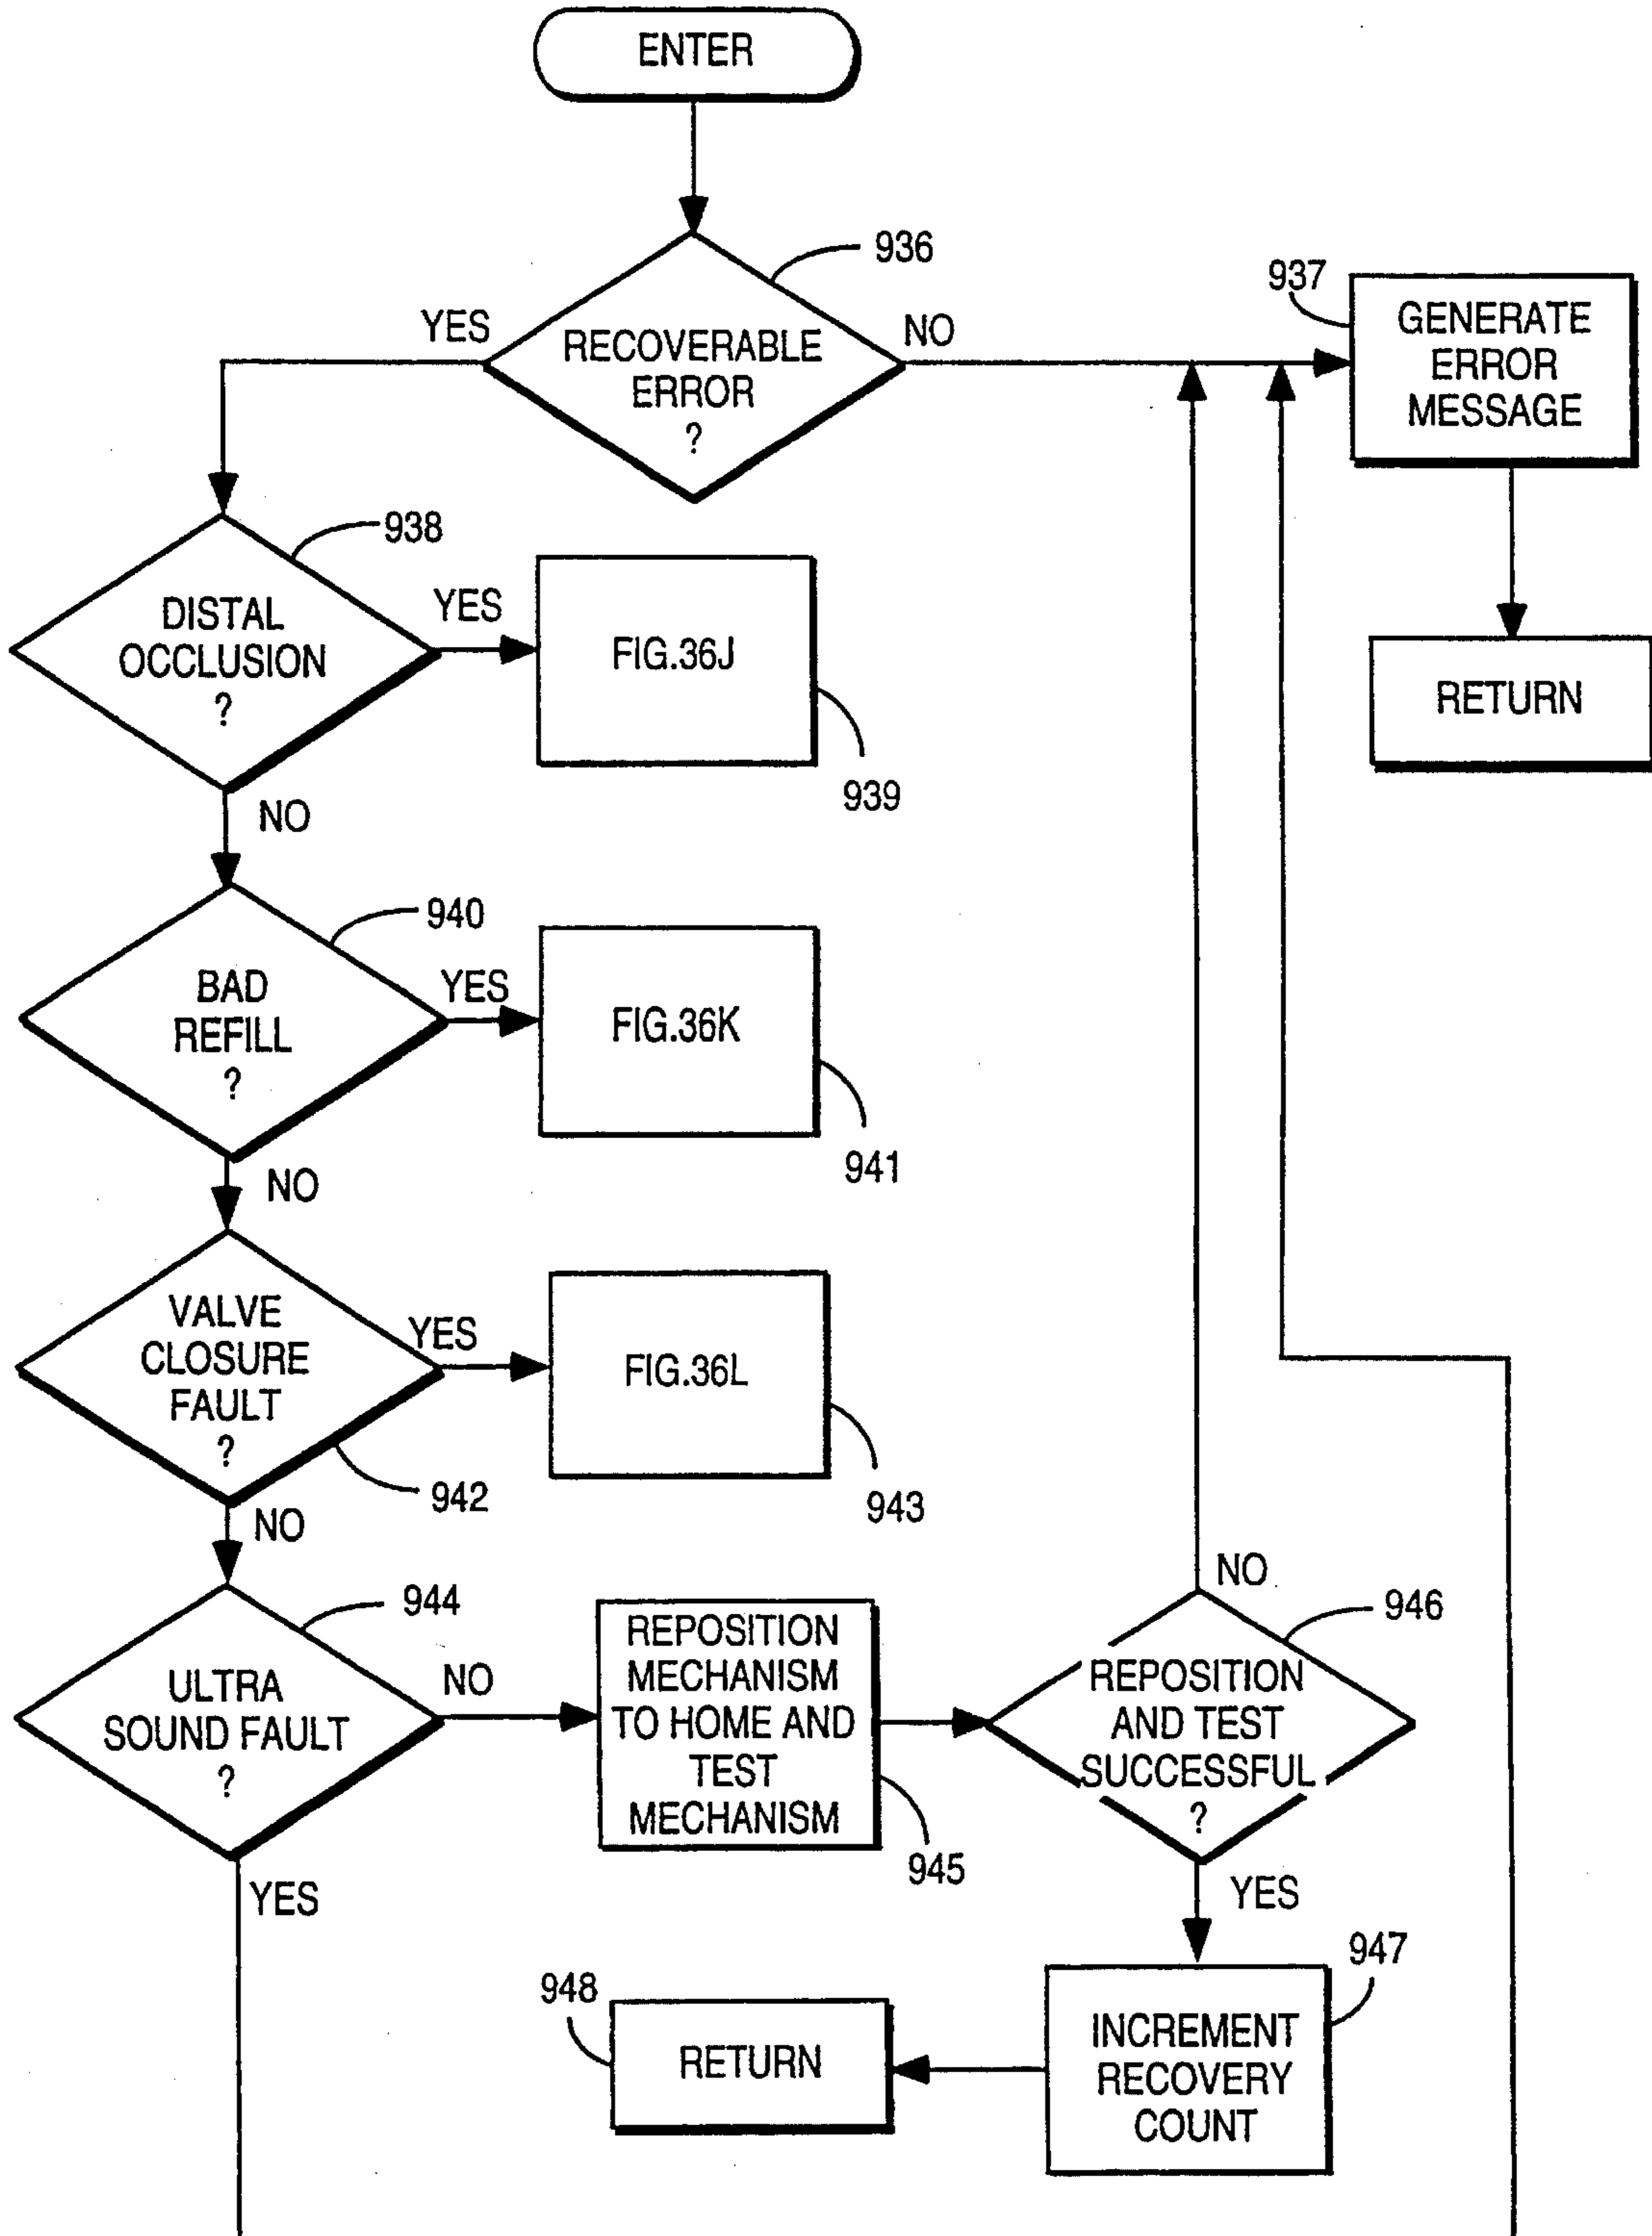 ENTER
936
937
YES
NO
RECOVERABLE
ERROR
?
GENERATE
ERROR
MESSAGE
RETURN
938
DISTAL
OCCLUSION
?
YES
FIG.36J
939
NO
940
BAD
REFILL
?
YES
FIG.36K
941
NO
VALVE
CLOSURE
FAULT
?
YES
FIG.36L
942
943
NO
944
ULTRA
SOUND FAULT
?
NO
REPOSITION
MECHANISM
TO HOME AND
TEST
MECHANISM
945
NO
946
REPOSITION
AND TEST
SUCCESSFUL
?
YES
YES
947
INCREMENT
RECOVERY
COUNT
948
RETURN